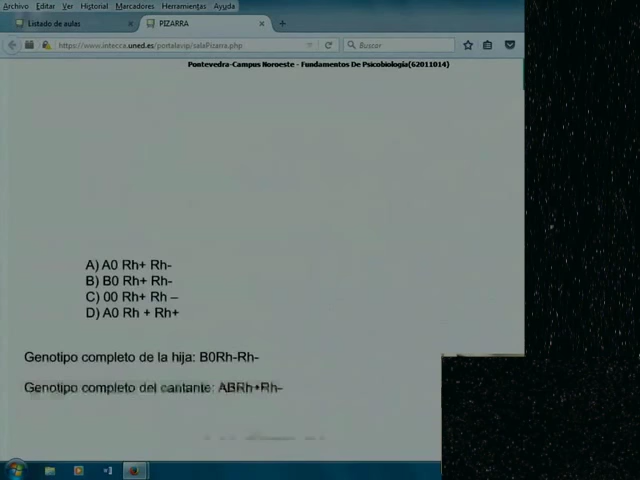 Archivo Editar Ver Historial Marcadores Herramientas Ayuda
Listado de aulas × PIZARRA × +
https://www.intecca.uned.es/portalavip/salaPizarra.php Buscar
Pontevedra-Campus Noroeste - Fundamentos De Psicobiología(62011014)
A) A0 Rh+ Rh-
B) B0 Rh+ Rh-
C) 00 Rh+ Rh –
D) A0 Rh + Rh+
Genotipo completo de la hija: B0Rh-Rh-
Genotipo completo del cantante: ABRh+Rh-